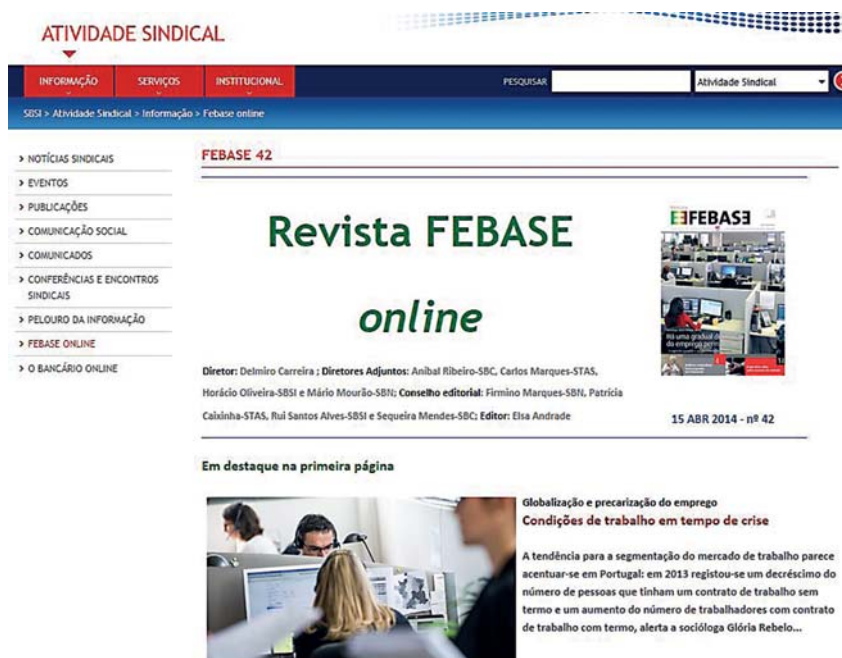 ATIVIDADE SINDICAL
INFORMAÇÃO
SERVIÇOS
INSTITUCIONAL
PESQUISAR
Atividade Sindical
SBSI > Atividade Sindical > Informação > Febase online
> NOTÍCIAS SINDICAIS
> EVENTOS
> PUBLICAÇÕES
> COMUNICAÇÃO SOCIAL
> COMUNICADOS
> CONFERÊNCIAS E ENCONTROS
SINDICAIS
> PELOURO DA INFORMAÇÃO
> FEBASE ONLINE
> O BANCÁRIO ONLINE
FEBASE 42
Revista FEBASE
online
FEBASE
Há uma gradual
do emprego
Diretor: Delmiro Carreira ; Diretores Adjuntos: Aníbal Ribeiro-SBC, Carlos Marques-STAS,
Horácio Oliveira-SBSI e Mário Mourão-SBN; Conselho editorial: Firmino Marques-SBN, Patrícia
Caixinha-STAS, Rui Santos Alves-SBSI e Sequeira Mendes-SBC; Editor: Elsa Andrade
15 ABR 2014 - nº 42
Em destaque na primeira página
Globalização e precarização do emprego
Condições de trabalho em tempo de crise
A tendência para a segmentação do mercado de trabalho parece
acentuar-se em Portugal: em 2013 registou-se um decréscimo do
número de pessoas que tinham um contrato de trabalho sem
termo e um aumento do número de trabalhadores com contrato
de trabalho com termo, alerta a socióloga Glória Rebelo...